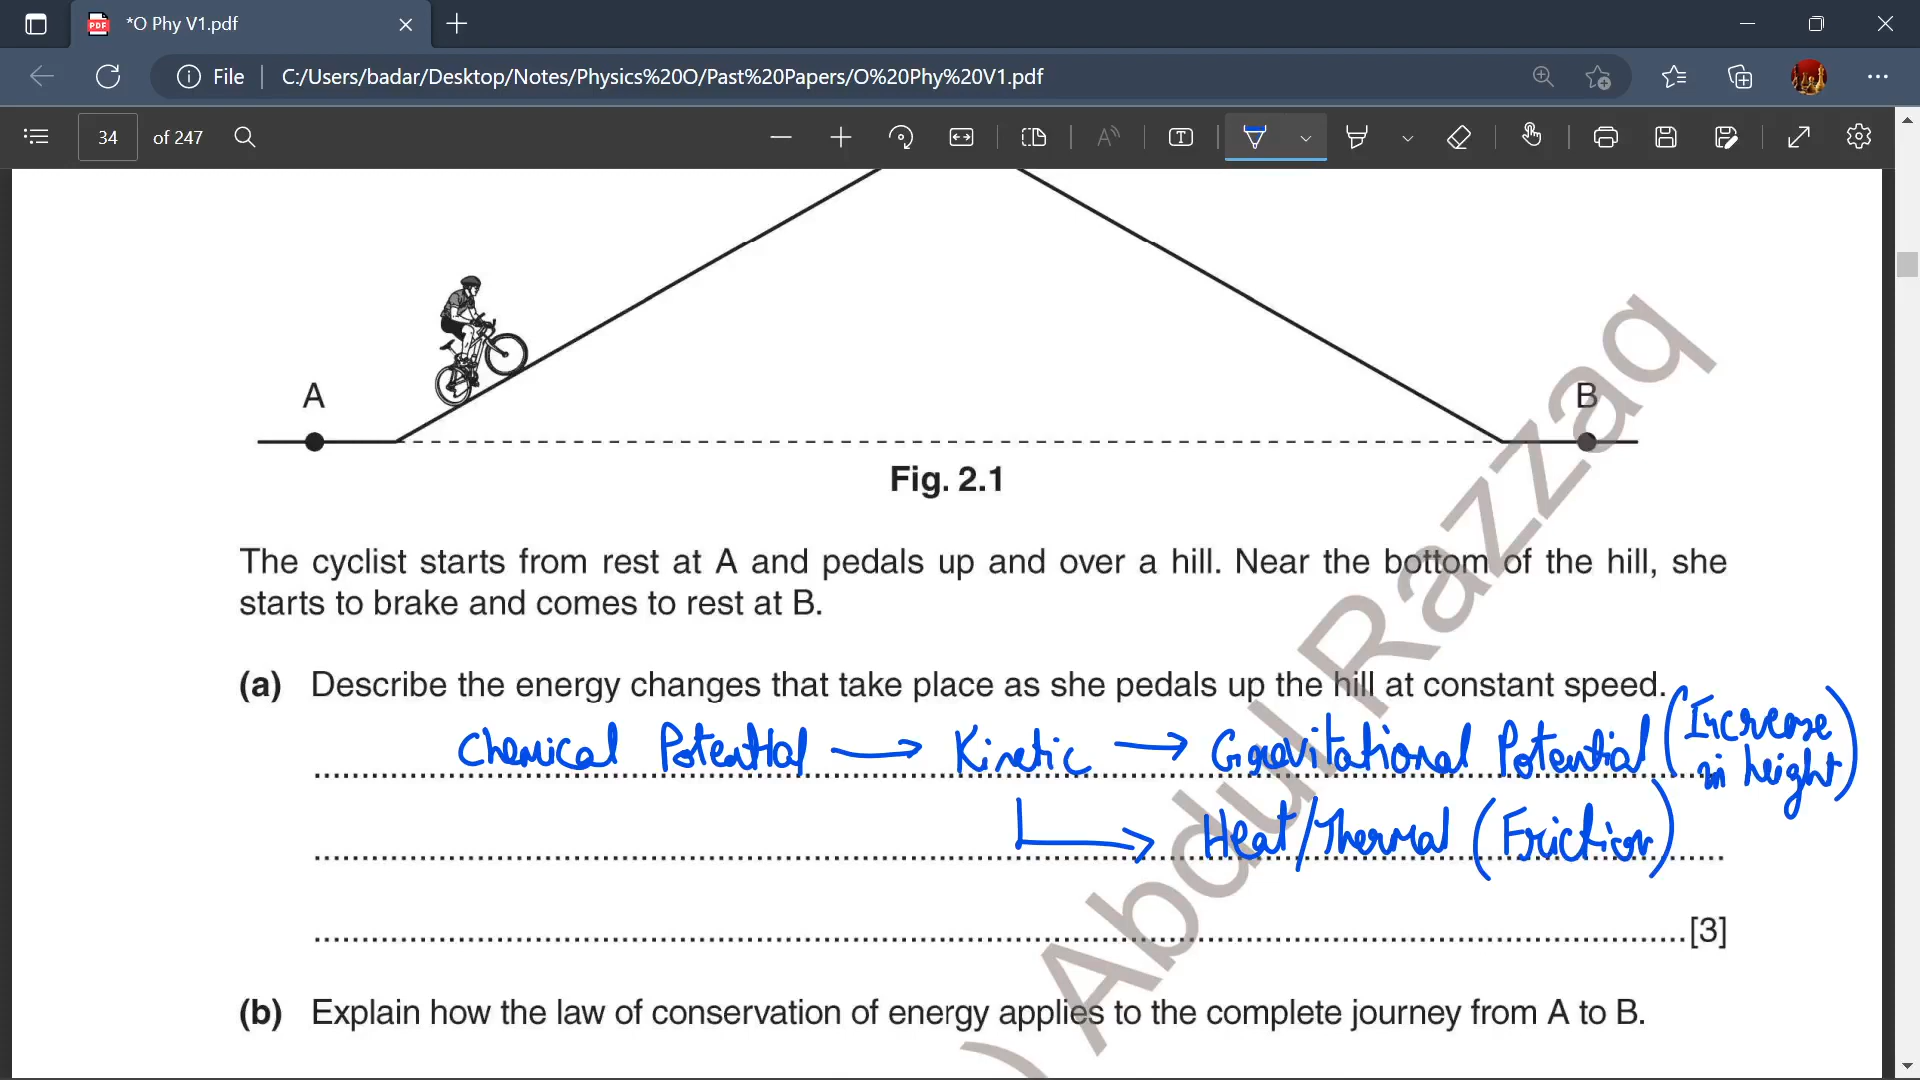 *O Phy V1.pdf
File
C:/Users/badar/Desktop/Notes/Physics%20O/Past%20Papers/O%20Phy%20V1.pdf
34 of 247
A
B
Fig. 2.1
The cyclist starts from rest at A and pedals up and over a hill. Near the bottom of the hill, she
starts to brake and comes to rest at B.
(a) Describe the energy changes that take place as she pedals up the hill at constant speed.
Chemical Potential → Kinetic → Gravitational Potential (Increase
in height)
Heat/Thermal (Friction)
[3]
(b) Explain how the law of conservation of energy applies to the complete journey from A to B.
) Abdul Razzaq